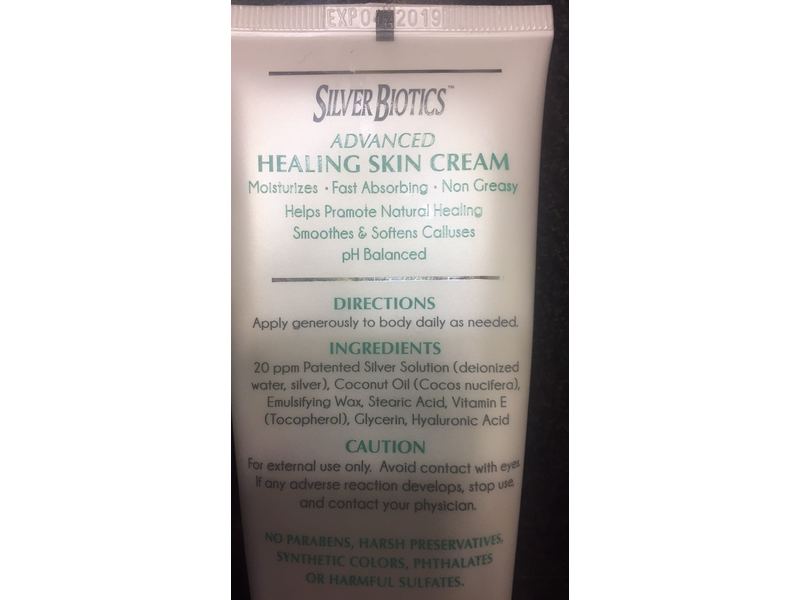 EXP 04 2019
SILVER BIOTICS™
ADVANCED
HEALING SKIN CREAM
Moisturizes · Fast Absorbing · Non Greasy
Helps Promote Natural Healing
Smoothes & Softens Calluses
pH Balanced
DIRECTIONS
Apply generously to body daily as needed.
INGREDIENTS
20 ppm Patented Silver Solution (deionized
water, silver), Coconut Oil (Cocos nucifera),
Emulsifying Wax, Stearic Acid, Vitamin E
(Tocopherol), Glycerin, Hyaluronic Acid
CAUTION
For external use only. Avoid contact with eyes.
If any adverse reaction develops, stop use
and contact your physician.
NO PARABENS, HARSH PRESERVATIVES,
SYNTHETIC COLORS, PHTHALATES
OR HARMFUL SULFATES.